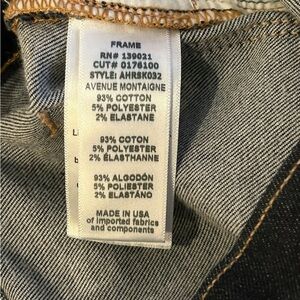 FRAME
RN# 139021
CUT# 0176100
STYLE: AHRSK032
AVENUE MONTAIGNE
93% COTTON
5% POLYESTER
2% ELASTANE
93% COTON
5% POLYESTER
2% ÉLASTHANNE
93% ALGODÓN
5% POLIÉSTER
2% ELASTANO
MADE IN USA
of imported fabrics
and components